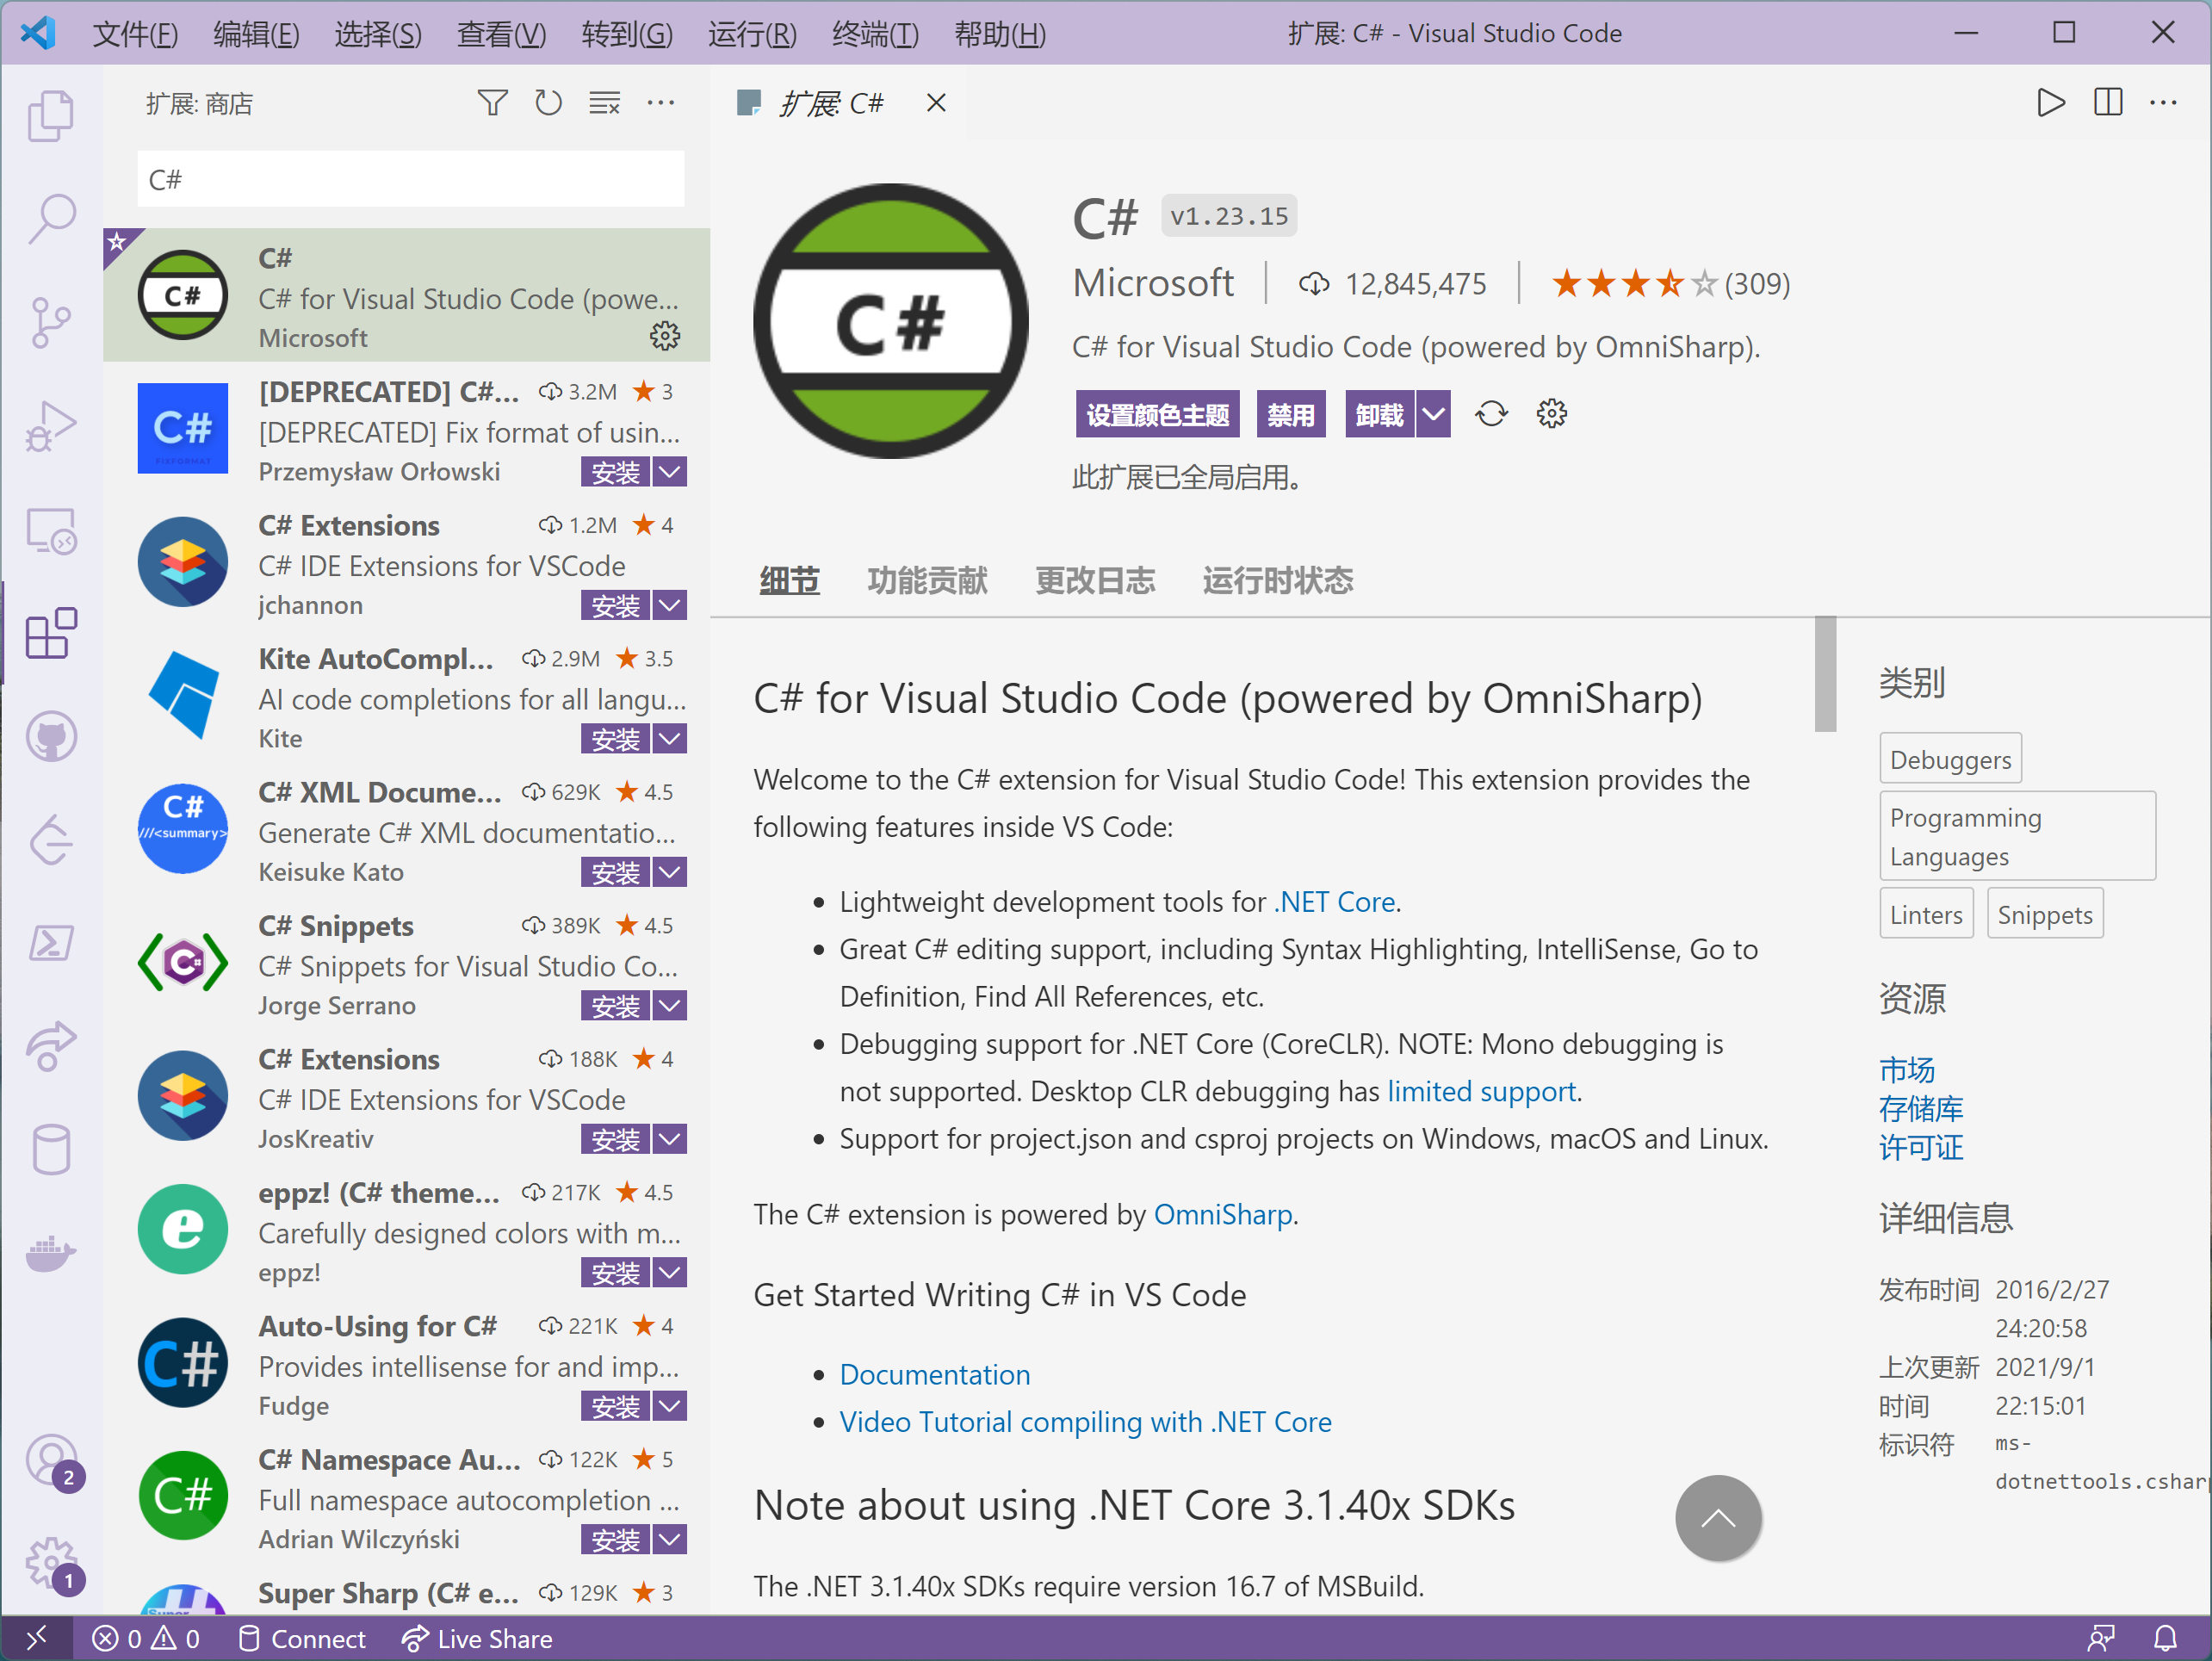 文件(F) 编辑(E) 选择(S) 查看(V) 转到(G) 运行(R) 终端(T) 帮助(H) 扩展: C# - Visual Studio Code
扩展: 商店
C#
C#
C# for Visual Studio Code (powe...
Microsoft
[DEPRECATED] C#... 3.2M 3
[DEPRECATED] Fix format of usin...
Przemysław Orłowski 安装
C#
FIXFORMAT
C# Extensions 1.2M 4
C# IDE Extensions for VSCode
jchannon 安装
Kite AutoCompl... 2.9M 3.5
AI code completions for all langu...
Kite 安装
C# XML Docume... 629K 4.5
Generate C# XML documentatio...
Keisuke Kato 安装
C#
///<summary>
C# Snippets 389K 4.5
C# Snippets for Visual Studio Co...
Jorge Serrano 安装
C# Extensions 188K 4
C# IDE Extensions for VSCode
JosKreativ 安装
eppz! (C# theme... 217K 4.5
Carefully designed colors with m...
eppz! 安装
Auto-Using for C# 221K 4
Provides intellisense for and imp...
Fudge 安装
C# Namespace Au... 122K 5
Full namespace autocompletion ...
Adrian Wilczyński 安装
Super Sharp (C# e... 129K 3
扩展: C#
C#
C# v1.23.15
Microsoft 12,845,475 (309)
C# for Visual Studio Code (powered by OmniSharp).
设置颜色主题 禁用 卸载
此扩展已全局启用。
细节 功能贡献 更改日志 运行时状态
C# for Visual Studio Code (powered by OmniSharp)
Welcome to the C# extension for Visual Studio Code! This extension provides the
following features inside VS Code:
• Lightweight development tools for .NET Core.
• Great C# editing support, including Syntax Highlighting, IntelliSense, Go to
Definition, Find All References, etc.
• Debugging support for .NET Core (CoreCLR). NOTE: Mono debugging is
not supported. Desktop CLR debugging has limited support.
• Support for project.json and csproj projects on Windows, macOS and Linux.
The C# extension is powered by OmniSharp.
Get Started Writing C# in VS Code
• Documentation
• Video Tutorial compiling with .NET Core
Note about using .NET Core 3.1.40x SDKs
The .NET 3.1.40x SDKs require version 16.7 of MSBuild.
类别
Debuggers
Programming
Languages
Linters Snippets
资源
市场
存储库
许可证
详细信息
发布时间 2016/2/27
24:20:58
上次更新 2021/9/1
时间 22:15:01
标识符 ms-
dotnettools.csharp
2
1
0 0 Connect Live Share